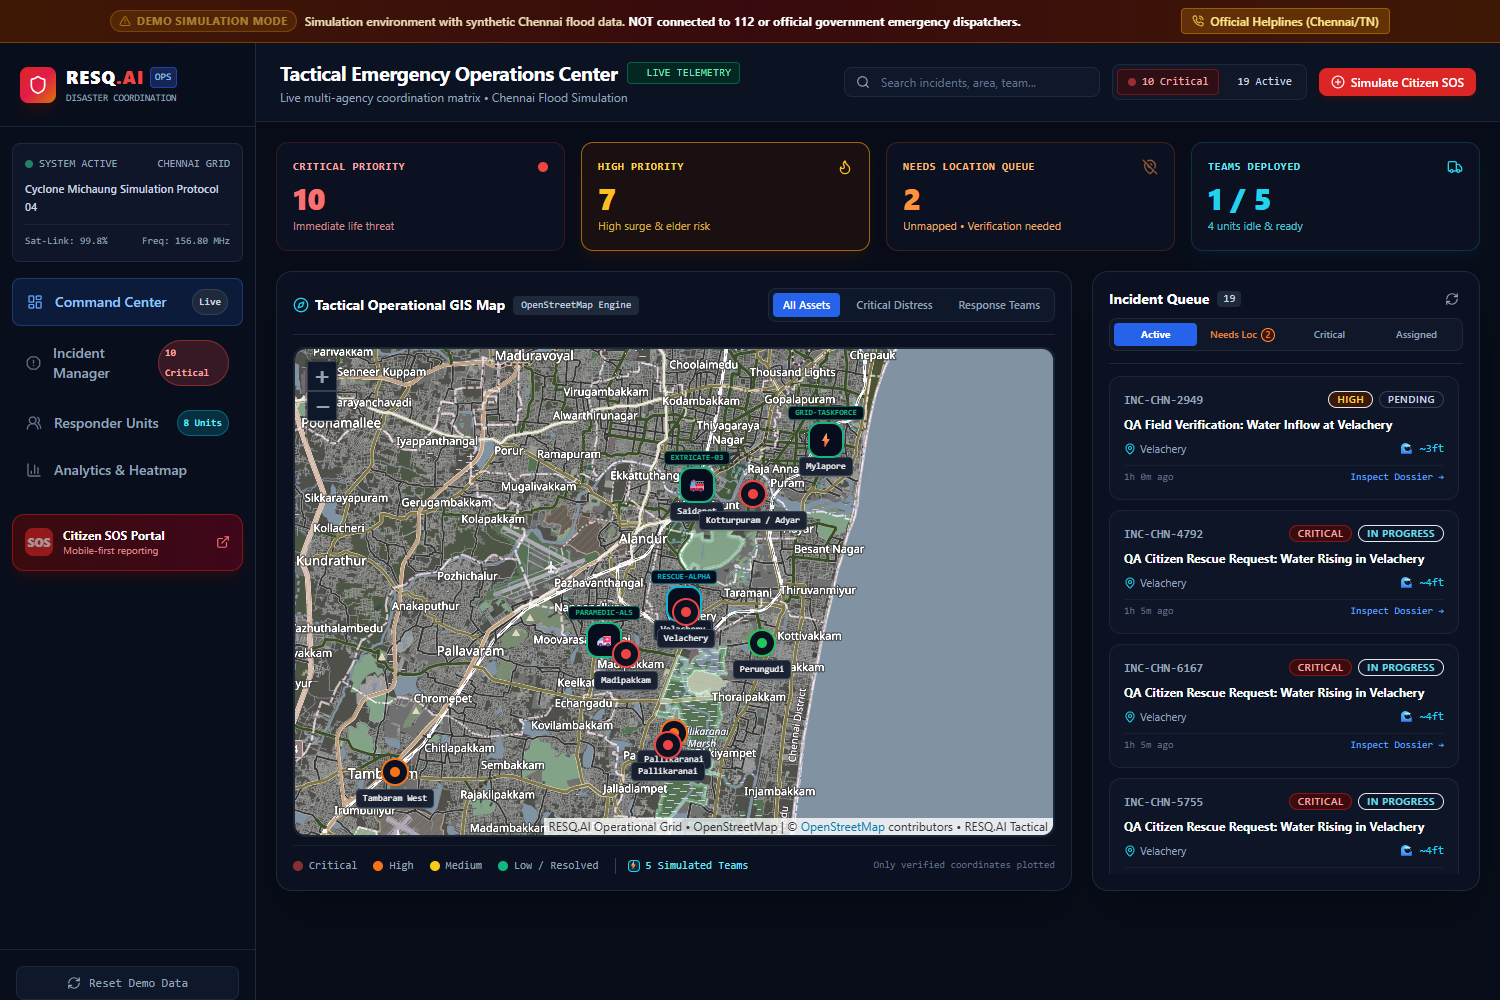 DEMO SIMULATION MODE
Simulation environment with synthetic Chennai flood data. NOT connected to 112 or official government emergency dispatchers.
Official Helplines (Chennai/TN)
RESQ.AI OPS
DISASTER COORDINATION
Tactical Emergency Operations Center
LIVE TELEMETRY
Live multi-agency coordination matrix • Chennai Flood Simulation
Search incidents, area, team...
10 Critical
19 Active
Simulate Citizen SOS
SYSTEM ACTIVE
CHENNAI GRID
Cyclone Michaung Simulation Protocol
04
Sat-Link: 99.8%
Freq: 156.80 MHz
Command Center
Live
Incident
Manager
10
Critical
Responder Units
8 Units
Analytics & Heatmap
SOS
Citizen SOS Portal
Mobile-first reporting
Reset Demo Data
CRITICAL PRIORITY
10
Immediate life threat
HIGH PRIORITY
7
High surge & elder risk
NEEDS LOCATION QUEUE
2
Unmapped • Verification needed
TEAMS DEPLOYED
1 / 5
4 units idle & ready
Tactical Operational GIS Map
OpenStreetMap Engine
All Assets
Critical Distress
Response Teams
+
−
Parivakkam
Maduravoyal
Chepauk
Senneer Kuppam
Choolaimedu
Thousand Lights
Virugambakkam
Kodambakkam
Gopalapuram
arayanchavadi
Alwarthirunagar
GRID-TASKFORCE
Poonamallee
Thiyagaraya
Nagar
Iyappanthangal
Porur
Ramapuram
EXTRICATE-03
Mylapore
Ekkattuthang
Raja Anna
Puram
Mugalivakkam
Sikkarayapuram
Gerugambakkam
Kolapakkam
Saidapet
Kotturpuram / Adyar
Kollacheri
Alandur
Besant Nagar
Kundrathur
Pozhichalur
Pazhavanthangal
RESCUE-ALPHA
Taramani
Thiruvanmiyur
Anakaputhur
PARAMEDIC-ALS
azhuthalambedu
Moovaras
Velachery
Velachery
Kottivakkam
Pallavaram
Madipakkam
Perungudi
akkam
Keelkat
Echangadu
Thoraipakkam
Chromepet
Kovilambakkam
Chitlapakkam
llikaranai
Marsh
kiyampet
Pallikaranai
Pallikaranai
Sembakkam
Jalladiampet
Injambakkam
Chennai District
Tambaram West
Rajakilpakkam
Irumbuliyur
Madambakkar
RESQ.AI Operational Grid • OpenStreetMap | © OpenStreetMap contributors • RESQ.AI Tactical
Critical
High
Medium
Low / Resolved
5 Simulated Teams
Only verified coordinates plotted
Incident Queue 19
Active
Needs Loc 2
Critical
Assigned
INC-CHN-2949
HIGH
PENDING
QA Field Verification: Water Inflow at Velachery
Velachery
~3ft
1h 0m ago
Inspect Dossier →
INC-CHN-4792
CRITICAL
IN PROGRESS
QA Citizen Rescue Request: Water Rising in Velachery
Velachery
~4ft
1h 5m ago
Inspect Dossier →
INC-CHN-6167
CRITICAL
IN PROGRESS
QA Citizen Rescue Request: Water Rising in Velachery
Velachery
~4ft
1h 5m ago
Inspect Dossier →
INC-CHN-5755
CRITICAL
IN PROGRESS
QA Citizen Rescue Request: Water Rising in Velachery
Velachery
~4ft